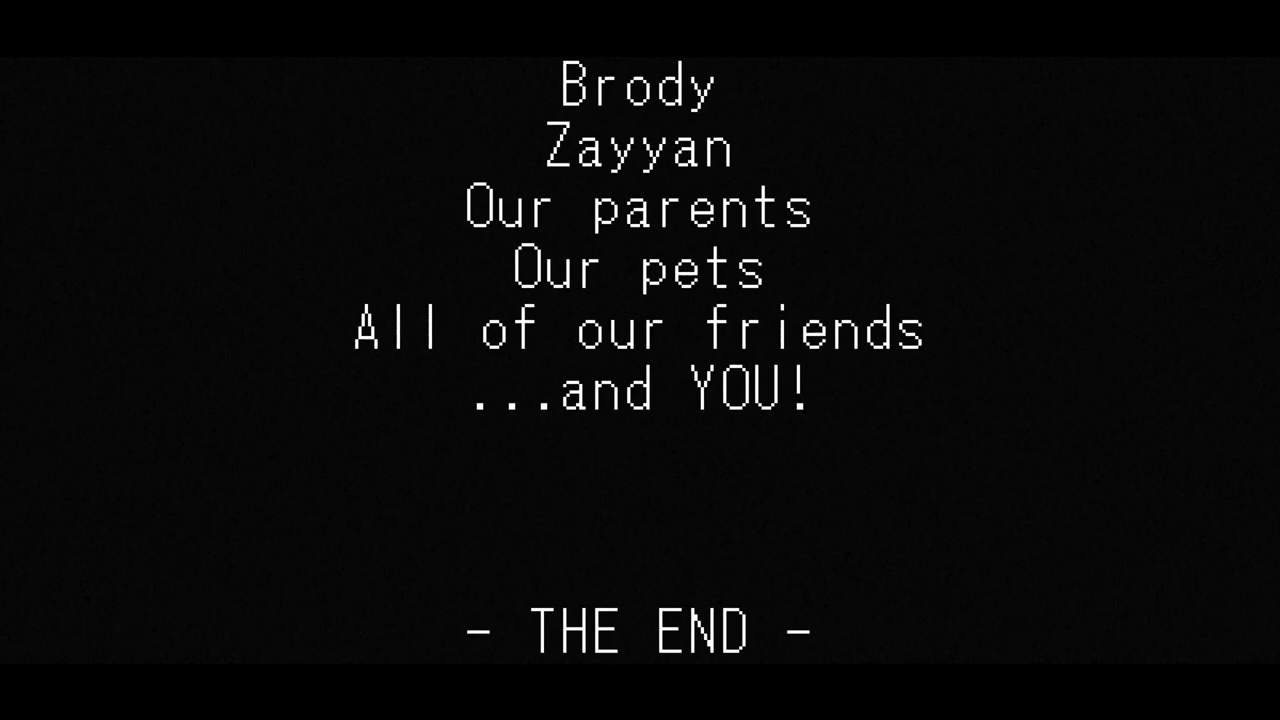 Brody
Zayyan
Our parents
Our pets
All of our friends
...and YOU!
- THE END -